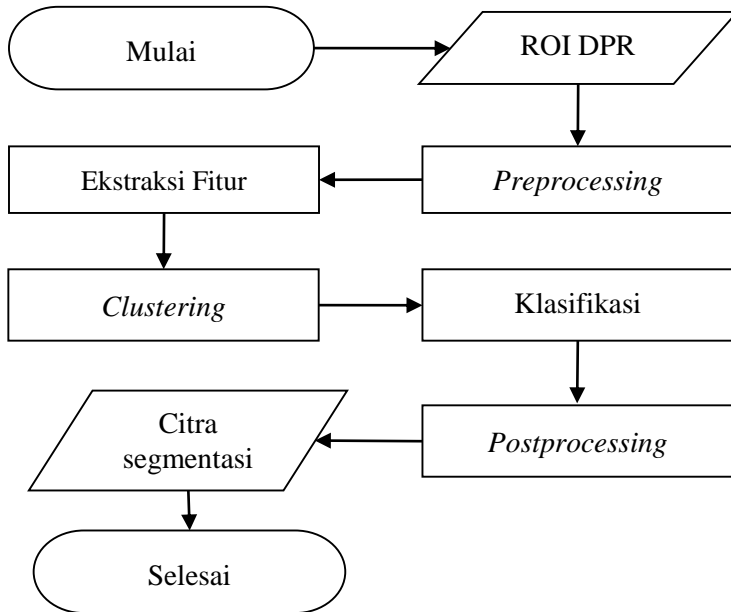 Mulai
ROI DPR
Preprocessing
Ekstraksi Fitur
Clustering
Klasifikasi
Postprocessing
Citra
segmentasi
Selesai